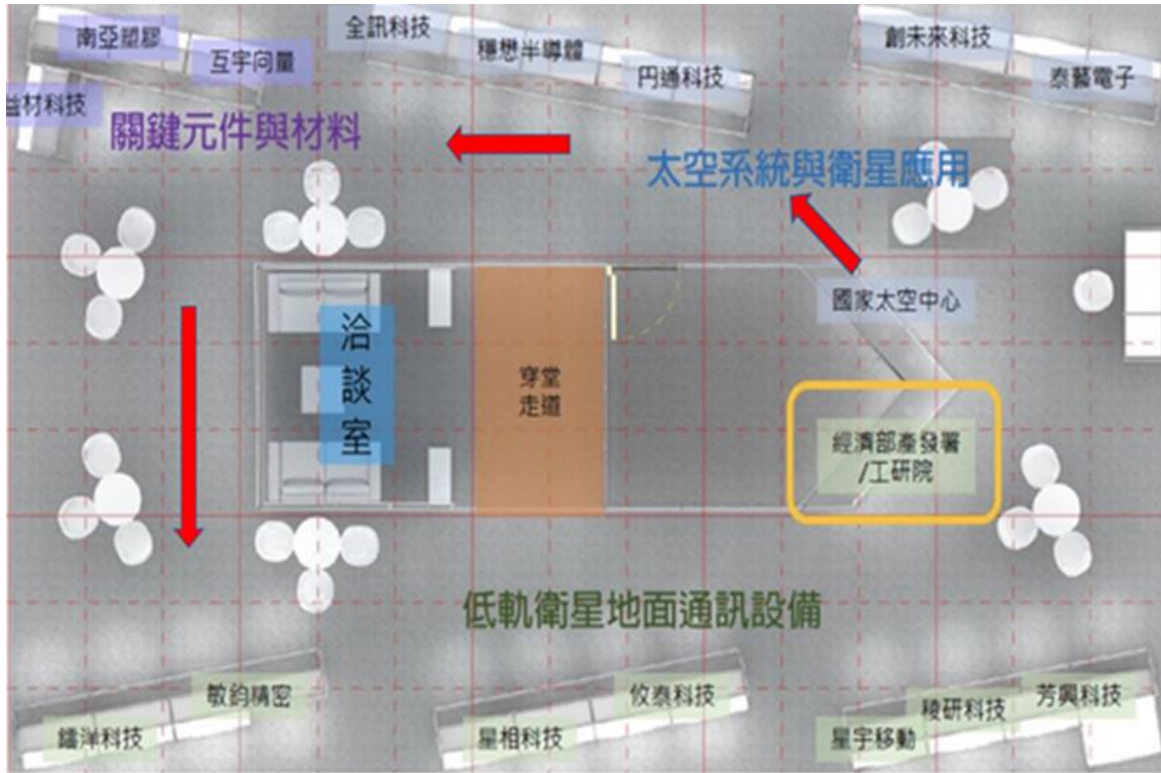 南亞塑膠
互宇向量
全訊科技
穩懋半導體
円通科技
創未來科技
泰藝電子
益材科技
關鍵元件與材料
太空系統與衛星應用
國家太空中心
洽談室
穿堂
走道
經濟部產發署
/工研院
低軌衛星地面通訊設備
敏鈞精密
鐳洋科技
攸泰科技
星相科技
芳興科技
稜研科技
星宇移動